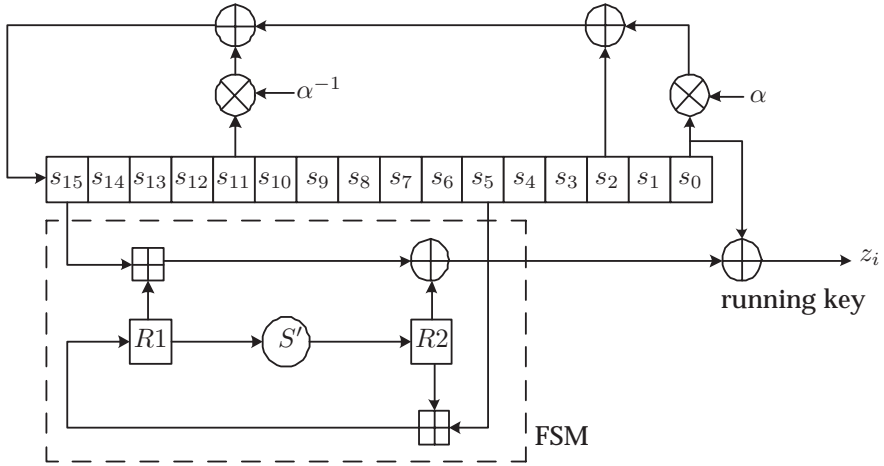 α⁻¹
α
s₁₅ s₁₄ s₁₃ s₁₂ s₁₁ s₁₀ s₉ s₈ s₇ s₆ s₅ s₄ s₃ s₂ s₁ s₀
zᵢ
running key
R1 S′ R2
FSM